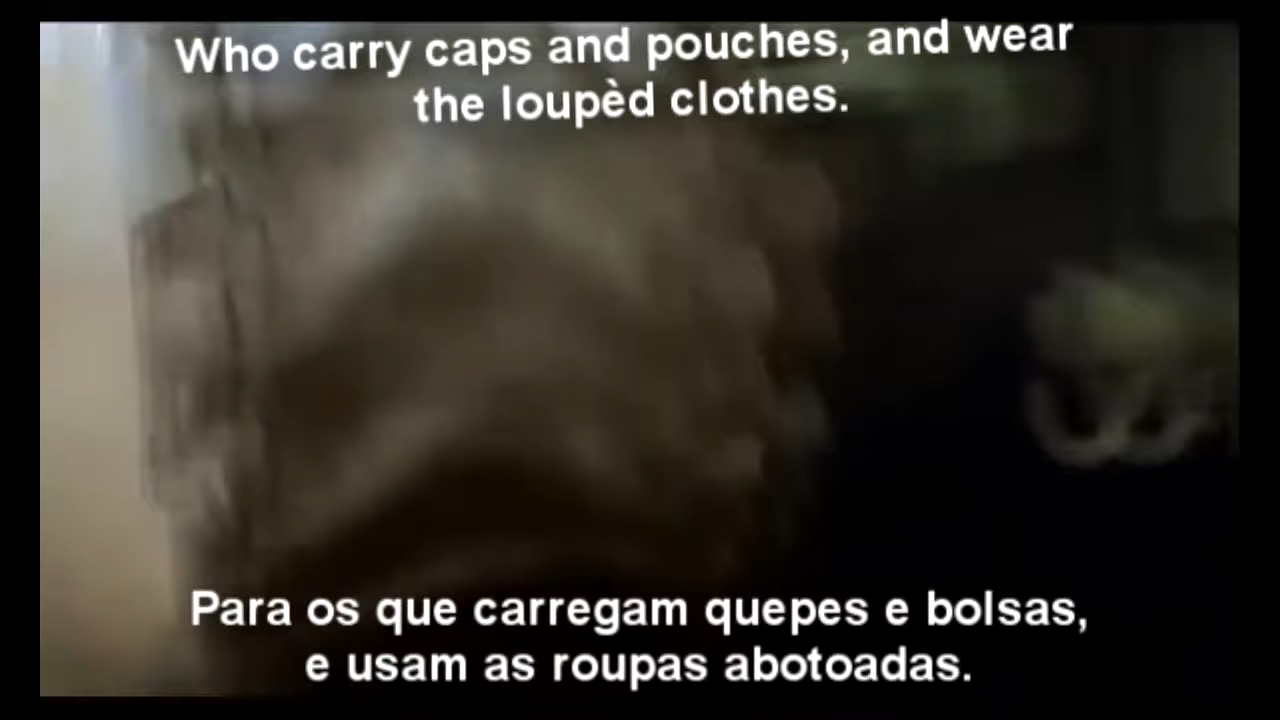 Who carry caps and pouches, and wear
the loupèd clothes.
Para os que carregam quepes e bolsas,
e usam as roupas abotoadas.